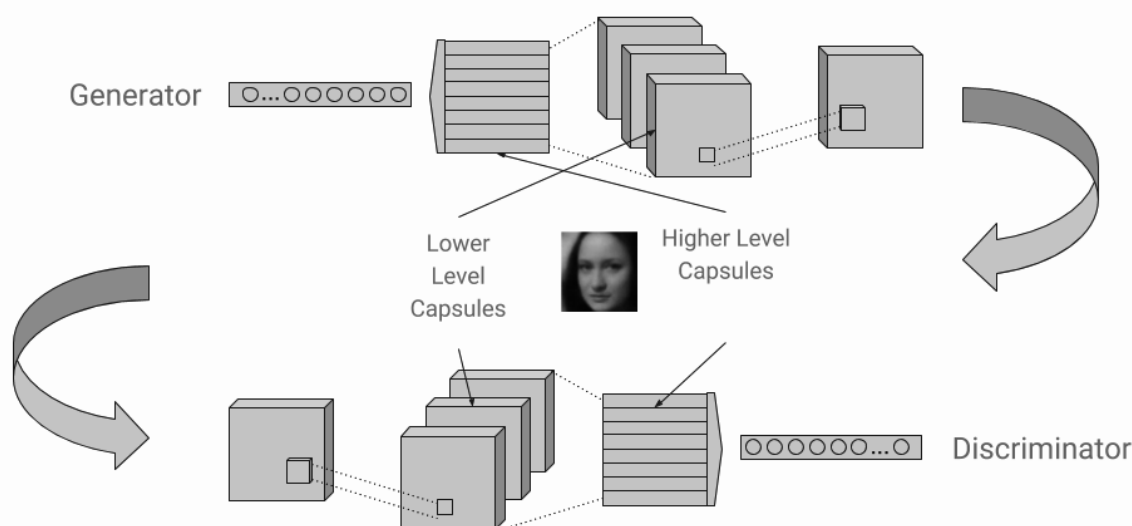 Generator
Lower
Level
Capsules
Higher Level
Capsules
Discriminator